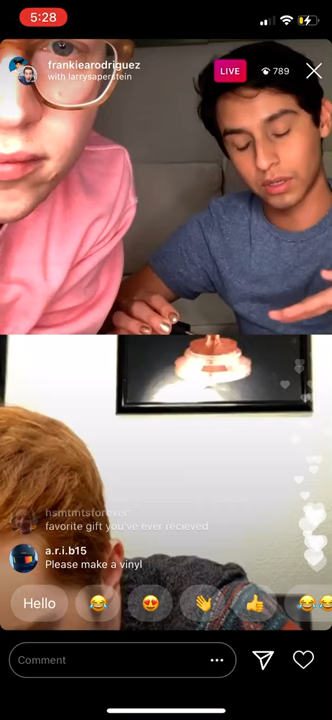 5:28
frankiearodriguez
with larrysaperstein
LIVE
789
hsmtmtsforever
favorite gift you've ever recieved
a.r.i.b15
Please make a vinyl
Hello
Comment